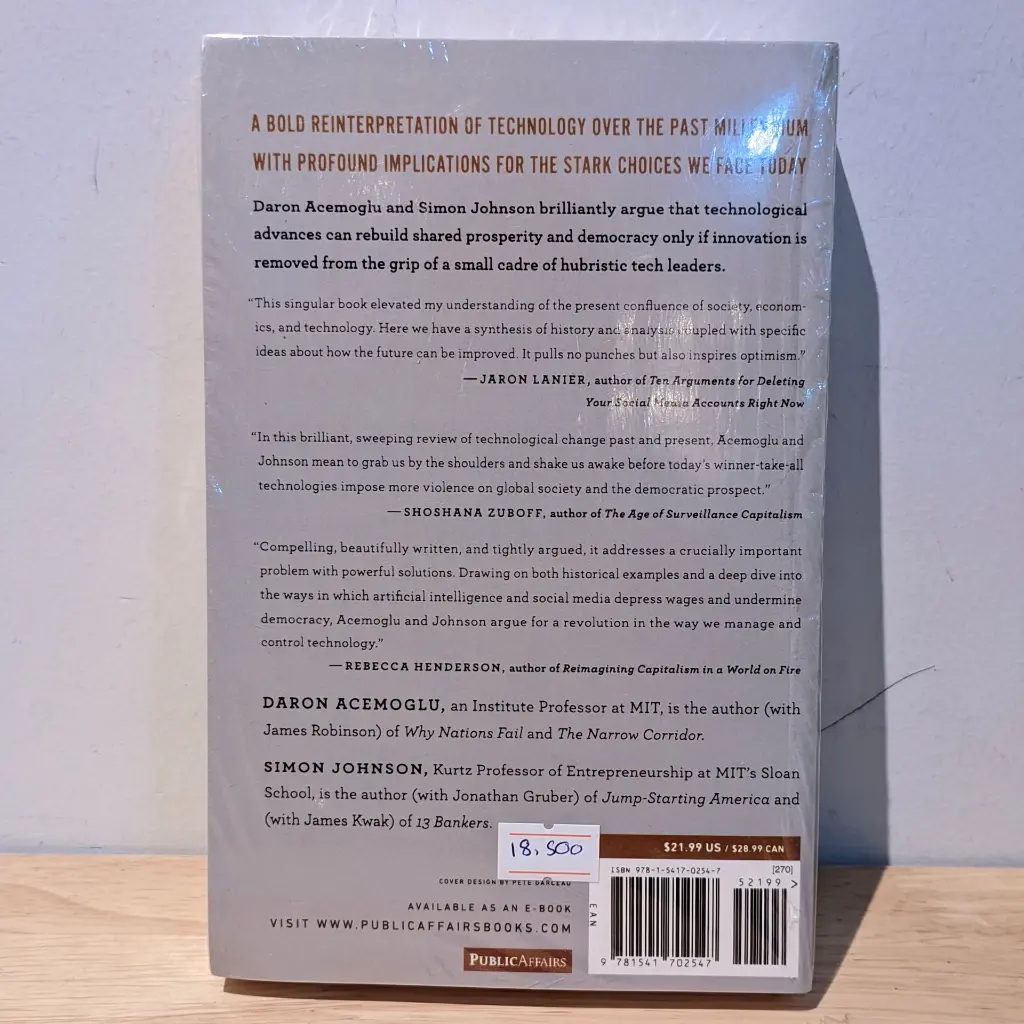 A BOLD REINTERPRETATION OF TECHNOLOGY OVER THE PAST MILLENNIUM
WITH PROFOUND IMPLICATIONS FOR THE STARK CHOICES WE FACE TODAY
Daron Acemoglu and Simon Johnson brilliantly argue that technological
advances can rebuild shared prosperity and democracy only if innovation is
removed from the grip of a small cadre of hubristic tech leaders.
“This singular book elevated my understanding of the present confluence of society, econom-
ics, and technology. Here we have a synthesis of history and analysis coupled with specific
ideas about how the future can be improved. It pulls no punches but also inspires optimism.”
—JARON LANIER, author of Ten Arguments for Deleting
Your Social Media Accounts Right Now
“In this brilliant, sweeping review of technological change past and present, Acemoglu and
Johnson mean to grab us by the shoulders and shake us awake before today’s winner-take-all
technologies impose more violence on global society and the democratic prospect.”
—SHOSHANA ZUBOFF, author of The Age of Surveillance Capitalism
“Compelling, beautifully written, and tightly argued, it addresses a crucially important
problem with powerful solutions. Drawing on both historical examples and a deep dive into
the ways in which artificial intelligence and social media depress wages and undermine
democracy, Acemoglu and Johnson argue for a revolution in the way we manage and
control technology.”
—REBECCA HENDERSON, author of Reimagining Capitalism in a World on Fire
DARON ACEMOGLU, an Institute Professor at MIT, is the author (with
James Robinson) of Why Nations Fail and The Narrow Corridor.
SIMON JOHNSON, Kurtz Professor of Entrepreneurship at MIT’s Sloan
School, is the author (with Jonathan Gruber) of Jump-Starting America and
(with James Kwak) of 13 Bankers.
18,500
$21.99 US / $28.99 CAN
ISBN 978-1-5417-0254-7
[270]
52199 >
EAN
9 781541 702547
COVER DESIGN BY PETE GARCEAU
AVAILABLE AS AN E-BOOK
VISIT WWW.PUBLICAFFAIRSBOOKS.COM
PUBLICAFFAIRS